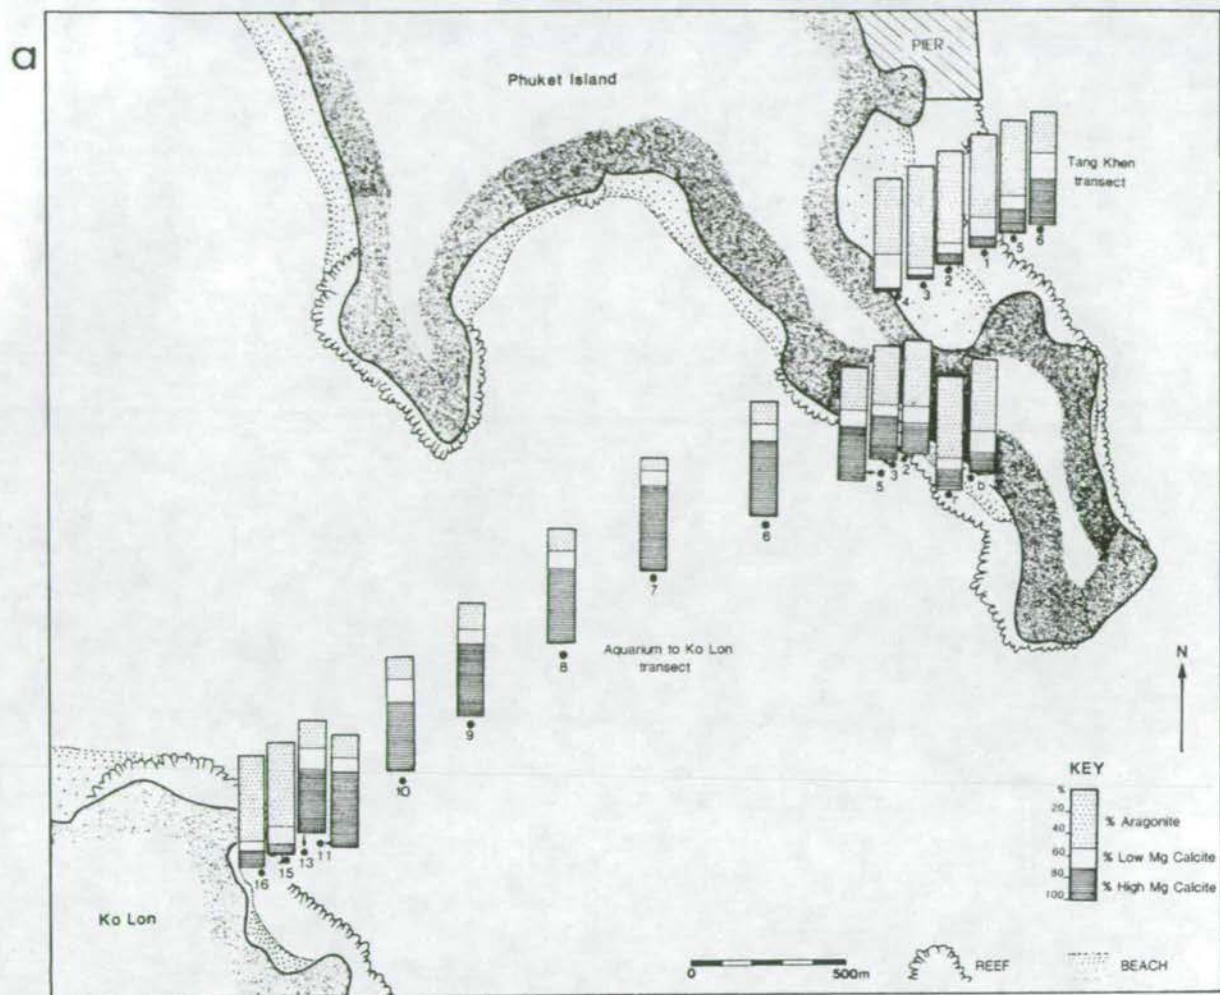 a
PIER
Phuket Island
Tang Khen
transect
6
5
1
2
3
4
5
3
2
1
b
6
7
8
Aquarium to Ko Lon
transect
9
10
11
13
15
16
Ko Lon
N
KEY
%
20
40
60
80
100
% Aragonite
% Low Mg Calcite
% High Mg Calcite
0
500m
REEF
BEACH